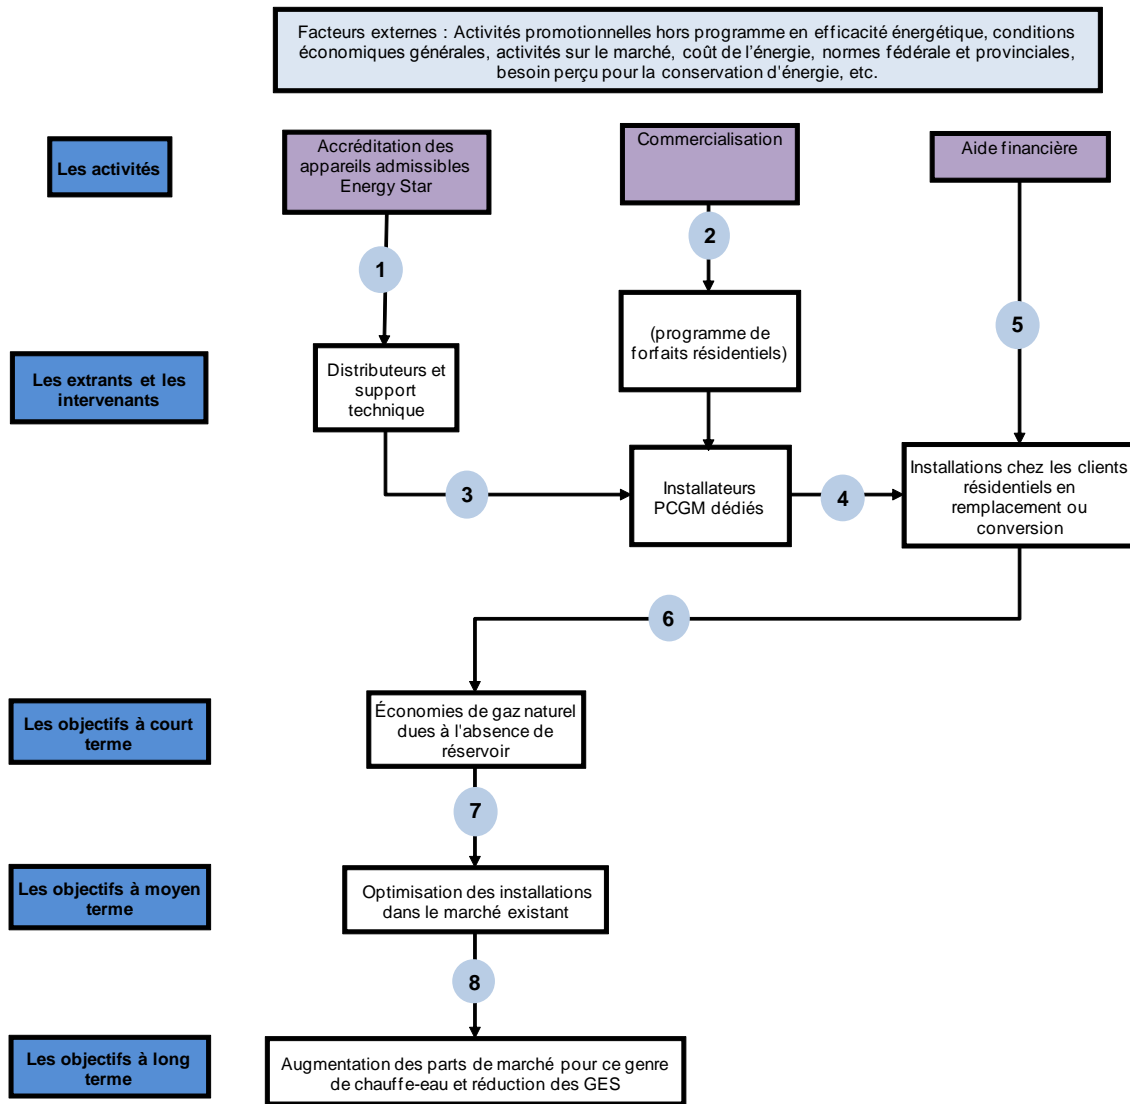 Facteurs externes : Activités promotionnelles hors programme en efficacité énergétique, conditions
économiques générales, activités sur le marché, coût de l'énergie, normes fédérale et provinciales,
besoin perçu pour la conservation d'énergie, etc.
Les activités
Accréditation des
appareils admissibles
Energy Star
Commercialisation
Aide financière
1
2
5
Les extrants et les
intervenants
Distributeurs et
support
technique
(programme de
forfaits résidentiels)
3
Installateurs
PCGM dédiés
4
Installations chez les clients
résidentiels en
remplacement ou
conversion
6
Les objectifs à court
terme
Économies de gaz naturel
dues à l'absence de
réservoir
7
Les objectifs à moyen
terme
Optimisation des installations
dans le marché existant
8
Les objectifs à long
terme
Augmentation des parts de marché pour ce genre
de chauffe-eau et réduction des GES